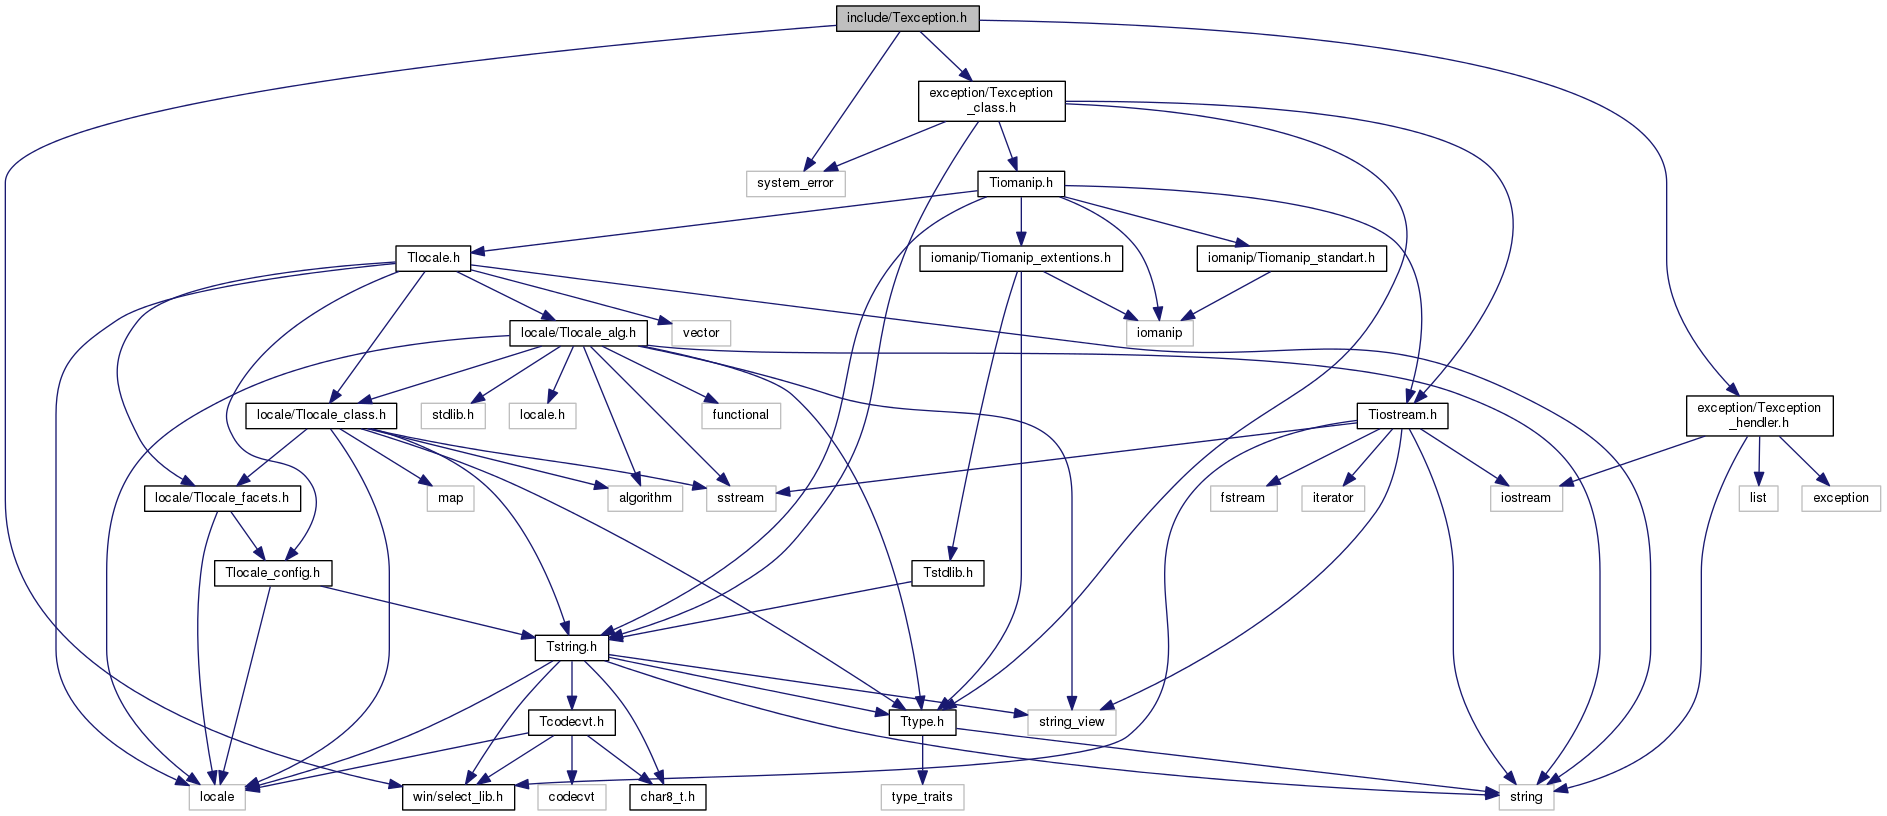 include/Texception.h
exception/Texception
_class.h
system_error
Tiomanip.h
Tlocale.h
iomanip/Tiomanip_extentions.h
iomanip/Tiomanip_standart.h
locale/Tlocale_alg.h
vector
iomanip
locale/Tlocale_class.h
stdlib.h
locale.h
functional
Tiostream.h
exception/Texception
_hendler.h
locale/Tlocale_facets.h
map
algorithm
sstream
fstream
iterator
iostream
list
exception
Tlocale_config.h
Tstdlib.h
Tstring.h
Tcodecvt.h
Ttype.h
string_view
locale
win/select_lib.h
codecvt
char8_t.h
type_traits
string